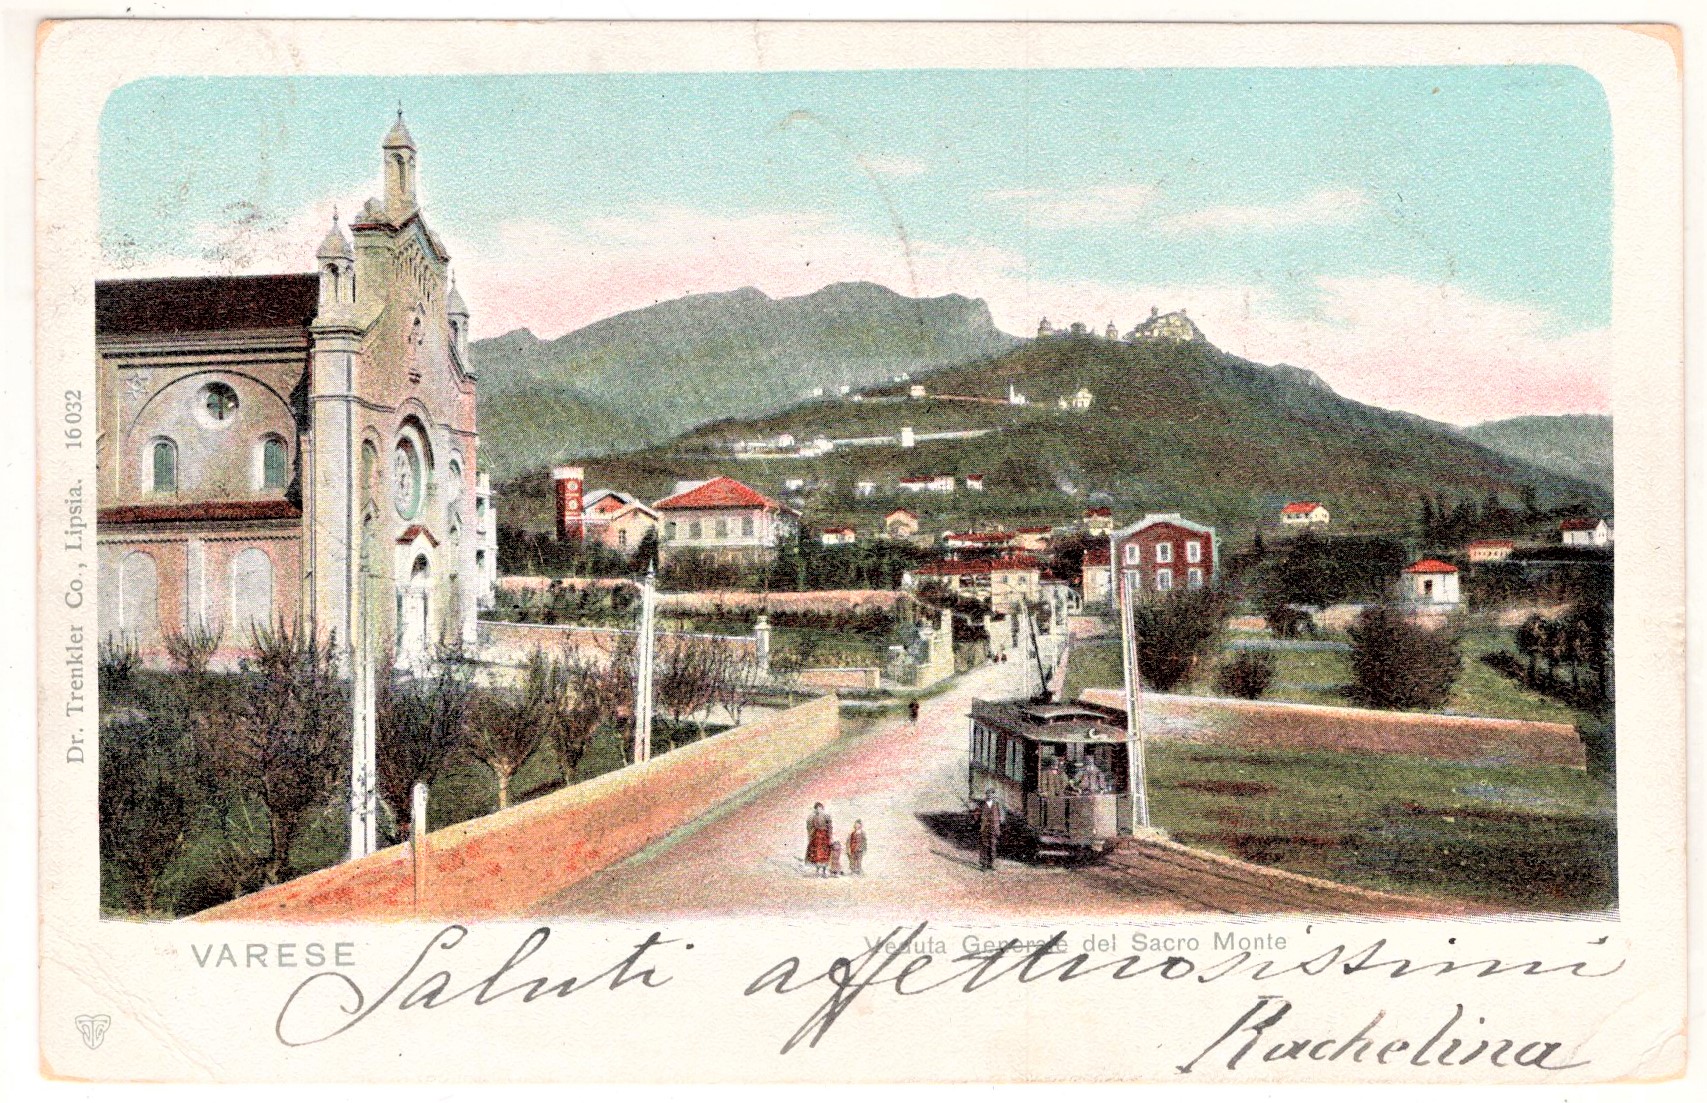 Dr. Trenkler Co., Lipsia. 16032
VARESE
Veduta Generale del Sacro Monte
Saluti affettuosissimi
Rachelina